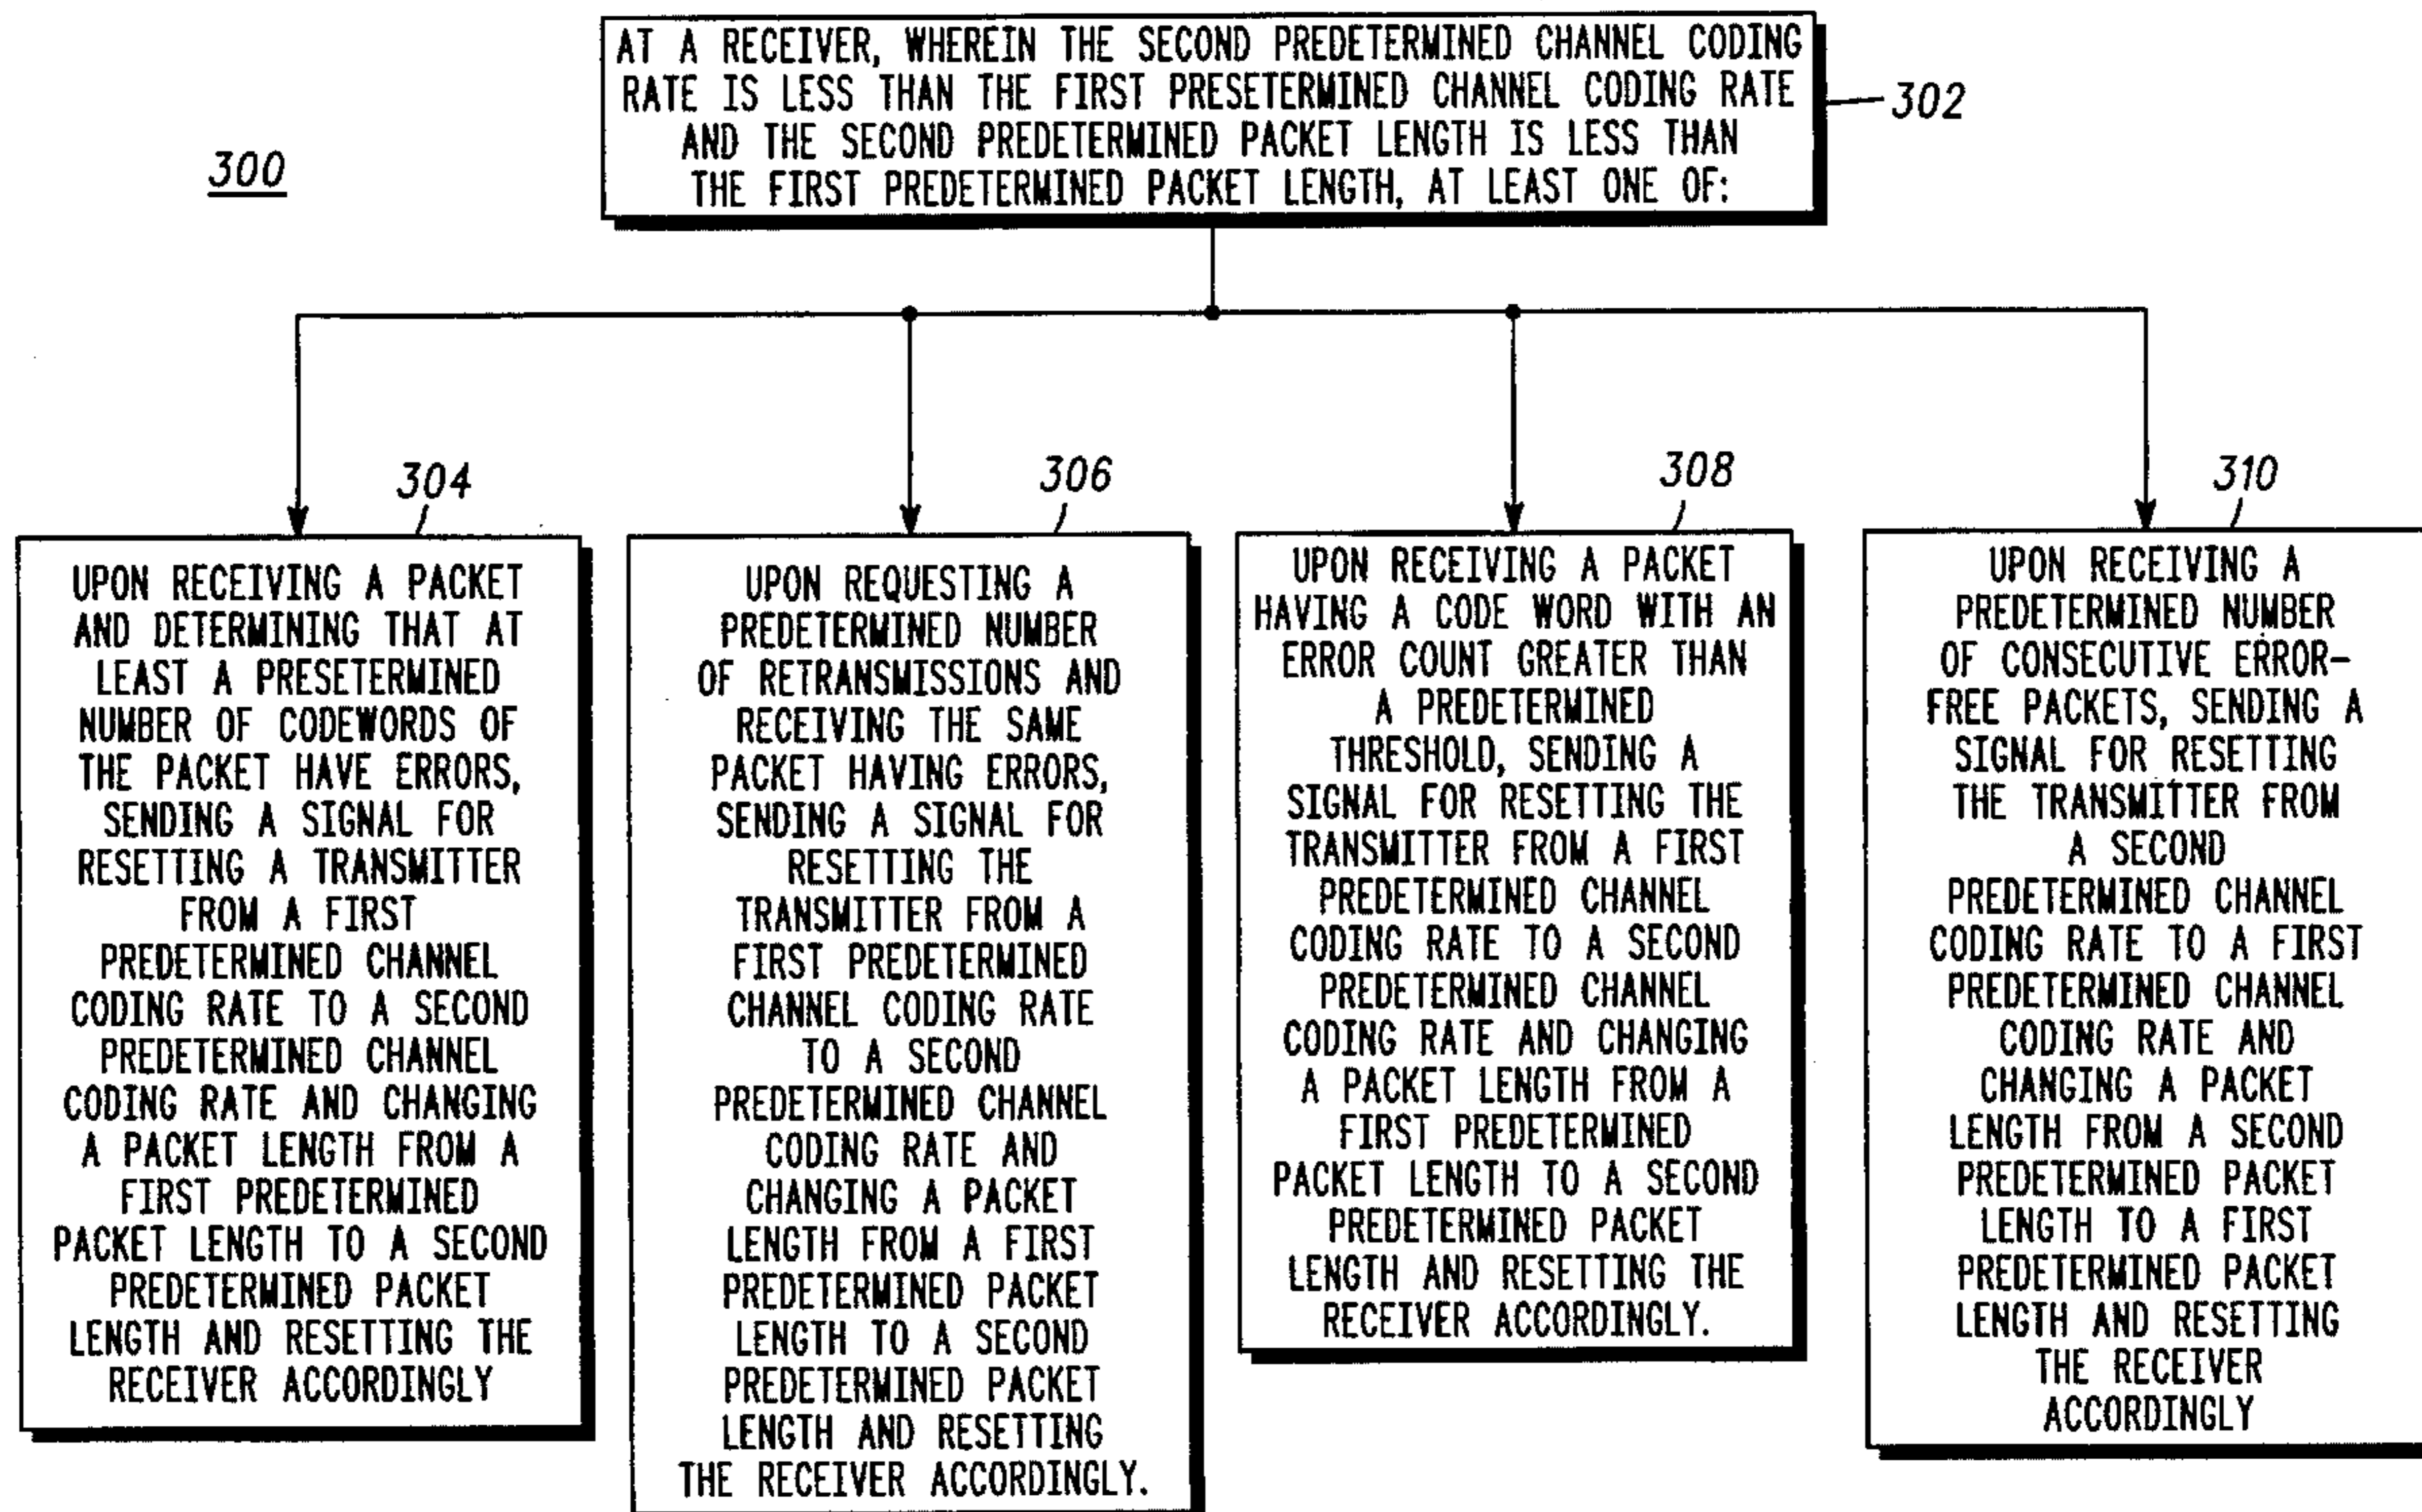 300
AT A RECEIVER, WHEREIN THE SECOND PREDETERMINED CHANNEL CODING
RATE IS LESS THAN THE FIRST PRESETERMINED CHANNEL CODING RATE
AND THE SECOND PREDETERMINED PACKET LENGTH IS LESS THAN
THE FIRST PREDETERMINED PACKET LENGTH, AT LEAST ONE OF:
302
304
UPON RECEIVING A PACKET
AND DETERMINING THAT AT
LEAST A PRESETERMINED
NUMBER OF CODEWORDS OF
THE PACKET HAVE ERRORS,
SENDING A SIGNAL FOR
RESETTING A TRANSMITTER
FROM A FIRST
PREDETERMINED CHANNEL
CODING RATE TO A SECOND
PREDETERMINED CHANNEL
CODING RATE AND CHANGING
A PACKET LENGTH FROM A
FIRST PREDETERMINED
PACKET LENGTH TO A SECOND
PREDETERMINED PACKET
LENGTH AND RESETTING THE
RECEIVER ACCORDINGLY
306
UPON REQUESTING A
PREDETERMINED NUMBER
OF RETRANSMISSIONS AND
RECEIVING THE SAME
PACKET HAVING ERRORS,
SENDING A SIGNAL FOR
RESETTING THE
TRANSMITTER FROM A
FIRST PREDETERMINED
CHANNEL CODING RATE
TO A SECOND
PREDETERMINED CHANNEL
CODING RATE AND
CHANGING A PACKET
LENGTH FROM A FIRST
PREDETERMINED PACKET
LENGTH TO A SECOND
PREDETERMINED PACKET
LENGTH AND RESETTING
THE RECEIVER ACCORDINGLY.
308
UPON RECEIVING A PACKET
HAVING A CODE WORD WITH AN
ERROR COUNT GREATER THAN
A PREDETERMINED
THRESHOLD, SENDING A
SIGNAL FOR RESETTING THE
TRANSMITTER FROM A FIRST
PREDETERMINED CHANNEL
CODING RATE TO A SECOND
PREDETERMINED CHANNEL
CODING RATE AND CHANGING
A PACKET LENGTH FROM A
FIRST PREDETERMINED
PACKET LENGTH TO A SECOND
PREDETERMINED PACKET
LENGTH AND RESETTING THE
RECEIVER ACCORDINGLY.
310
UPON RECEIVING A
PREDETERMINED NUMBER
OF CONSECUTIVE ERROR-
FREE PACKETS, SENDING A
SIGNAL FOR RESETTING
THE TRANSMITTER FROM
A SECOND
PREDETERMINED CHANNEL
CODING RATE TO A FIRST
PREDETERMINED CHANNEL
CODING RATE AND
CHANGING A PACKET
LENGTH FROM A SECOND
PREDETERMINED PACKET
LENGTH TO A FIRST
PREDETERMINED PACKET
LENGTH AND RESETTING
THE RECEIVER
ACCORDINGLY